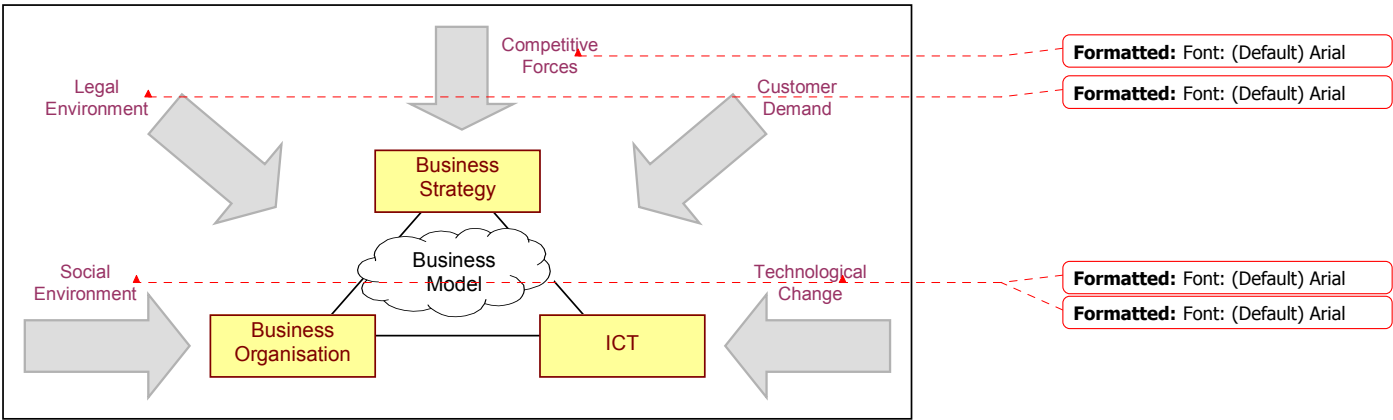 Competitive
Forces
Legal
Environment
Customer
Demand
Business
Strategy
Business
Model
Social
Environment
Technological
Change
Business
Organisation
ICT
Formatted: Font: (Default) Arial
Formatted: Font: (Default) Arial
Formatted: Font: (Default) Arial
Formatted: Font: (Default) Arial